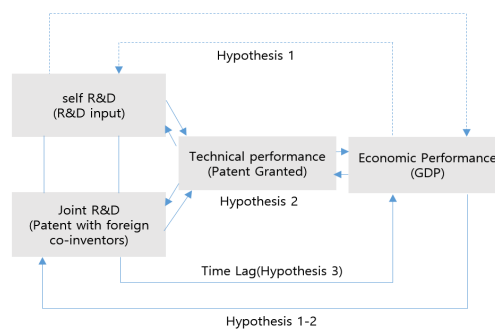 Hypothesis 1
self R&D
(R&D input)
Technical performance
(Patent Granted)
Economic Performance
(GDP)
Hypothesis 2
Joint R&D
(Patent with foreign
co-inventors)
Time Lag(Hypothesis 3)
Hypothesis 1-2